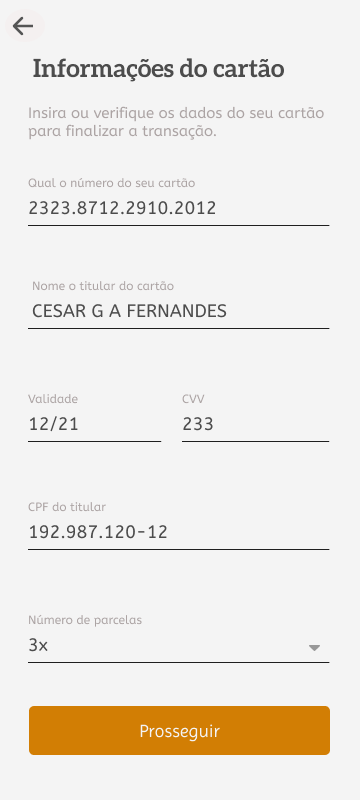 Informações do cartão
Insira ou verifique os dados do seu cartão
para finalizar a transação.
Qual o número do seu cartão
2323.8712.2910.2012
Nome o titular do cartão
CESAR G A FERNANDES
Validade
12/21
CVV
233
CPF do titular
192.987.120-12
Número de parcelas
3x
Prosseguir